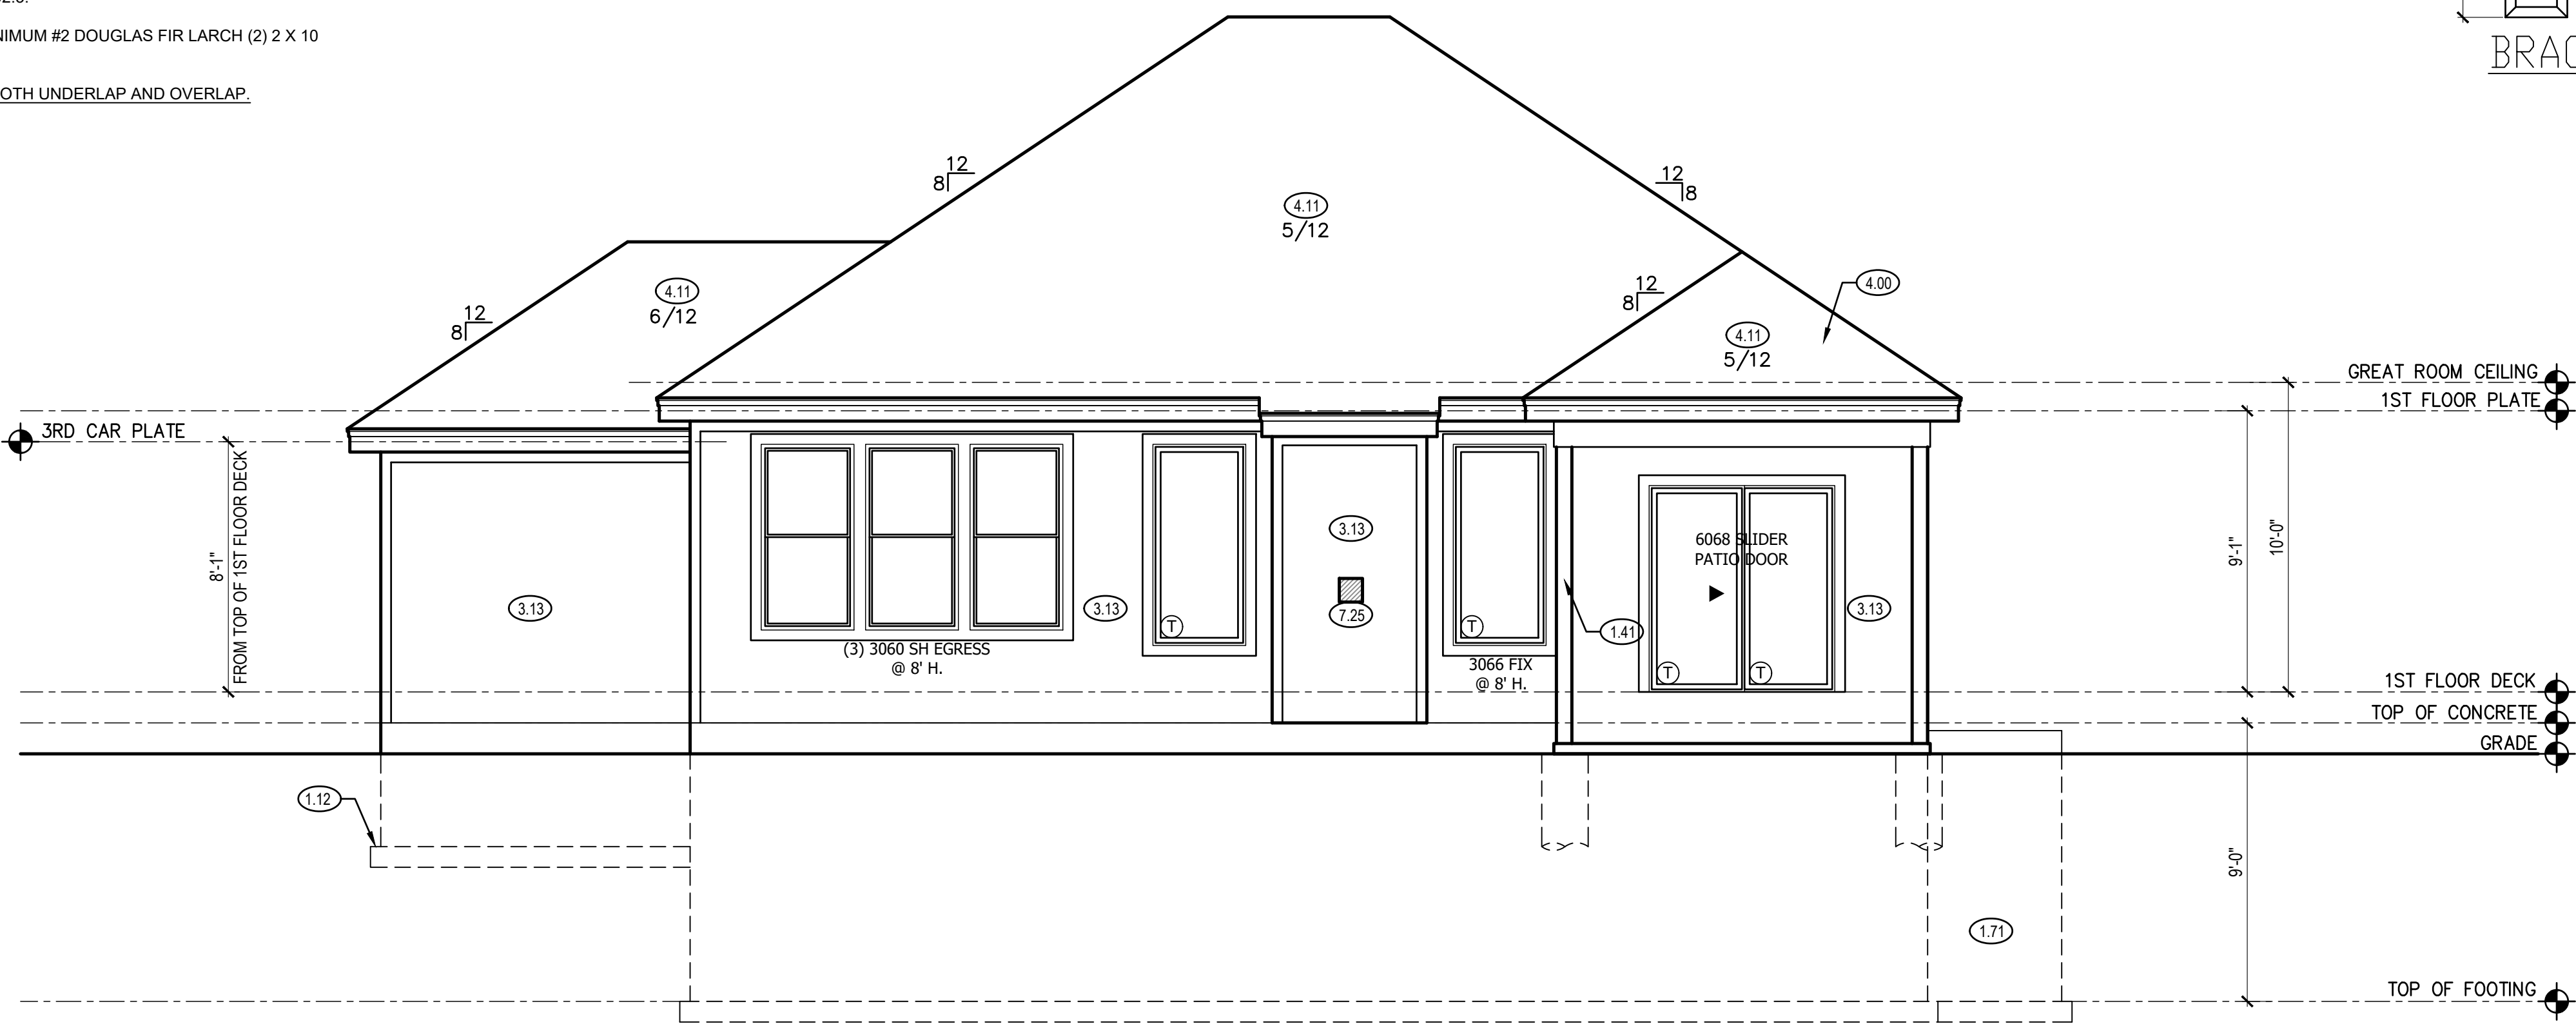 NIMUM #2 DOUGLAS FIR LARCH (2) 2 X 10
OTH UNDERLAP AND OVERLAP.
BRAC
12
8
12
8
4.11
5/12
12
8
4.11
6/12
12
8
4.00
4.11
5/12
GREAT ROOM CEILING
1ST FLOOR PLATE
3RD CAR PLATE
8'-1"
FROM TOP OF 1ST FLOOR DECK
3.13
(3) 3060 SH EGRESS
@ 8' H.
3.13
T
3.13
7.25
T
3066 FIX
@ 8' H.
1.41
6068 SLIDER
PATIO DOOR
T
T
3.13
9'-1"
10'-0"
1ST FLOOR DECK
TOP OF CONCRETE
GRADE
1.12
9'-0"
1.71
TOP OF FOOTING
12
8